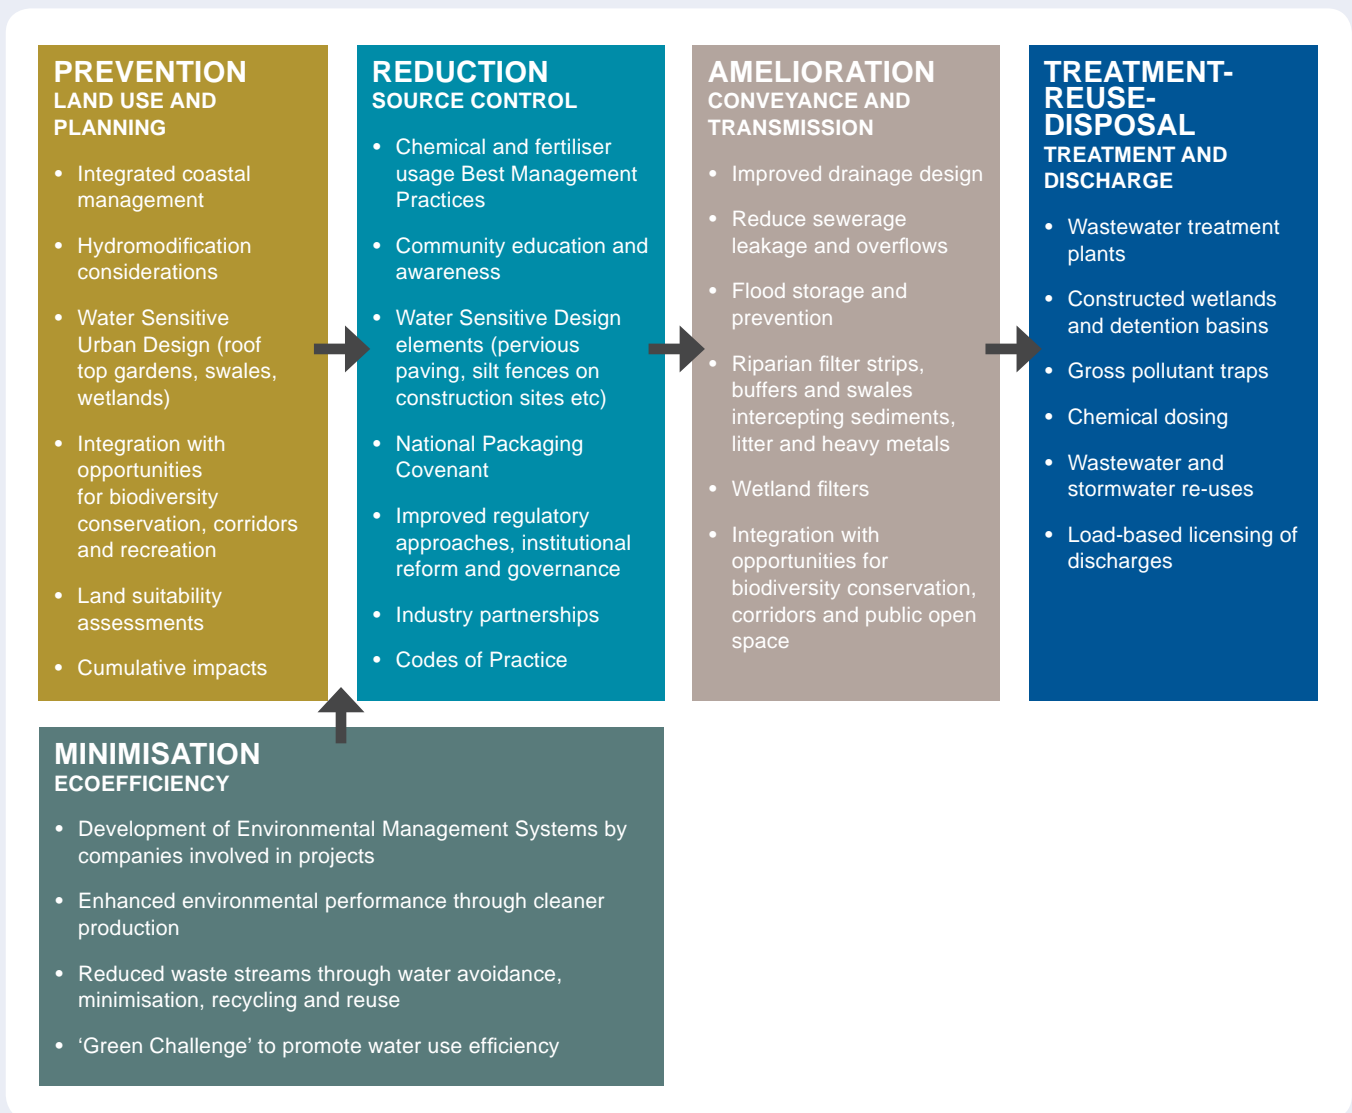 PREVENTION
LAND USE AND
PLANNING
• Integrated coastal
management
• Hydromodification
considerations
• Water Sensitive
Urban Design (roof
top gardens, swales,
wetlands)
• Integration with
opportunities
for biodiversity
conservation, corridors
and recreation
• Land suitability
assessments
• Cumulative impacts
REDUCTION
SOURCE CONTROL
• Chemical and fertiliser
usage Best Management
Practices
• Community education and
awareness
• Water Sensitive Design
elements (pervious
paving, silt fences on
construction sites etc)
• National Packaging
Covenant
• Improved regulatory
approaches, institutional
reform and governance
• Industry partnerships
• Codes of Practice
AMELIORATION
CONVEYANCE AND
TRANSMISSION
• Improved drainage design
• Reduce sewerage
leakage and overflows
• Flood storage and
prevention
• Riparian filter strips,
buffers and swales
intercepting sediments,
litter and heavy metals
• Wetland filters
• Integration with
opportunities for
biodiversity conservation,
corridors and public open
space
TREATMENT-
REUSE-
DISPOSAL
TREATMENT AND
DISCHARGE
• Wastewater treatment
plants
• Constructed wetlands
and detention basins
• Gross pollutant traps
• Chemical dosing
• Wastewater and
stormwater re-uses
• Load-based licensing of
discharges
MINIMISATION
ECOEFFICIENCY
• Development of Environmental Management Systems by
companies involved in projects
• Enhanced environmental performance through cleaner
production
• Reduced waste streams through water avoidance,
minimisation, recycling and reuse
• ‘Green Challenge’ to promote water use efficiency